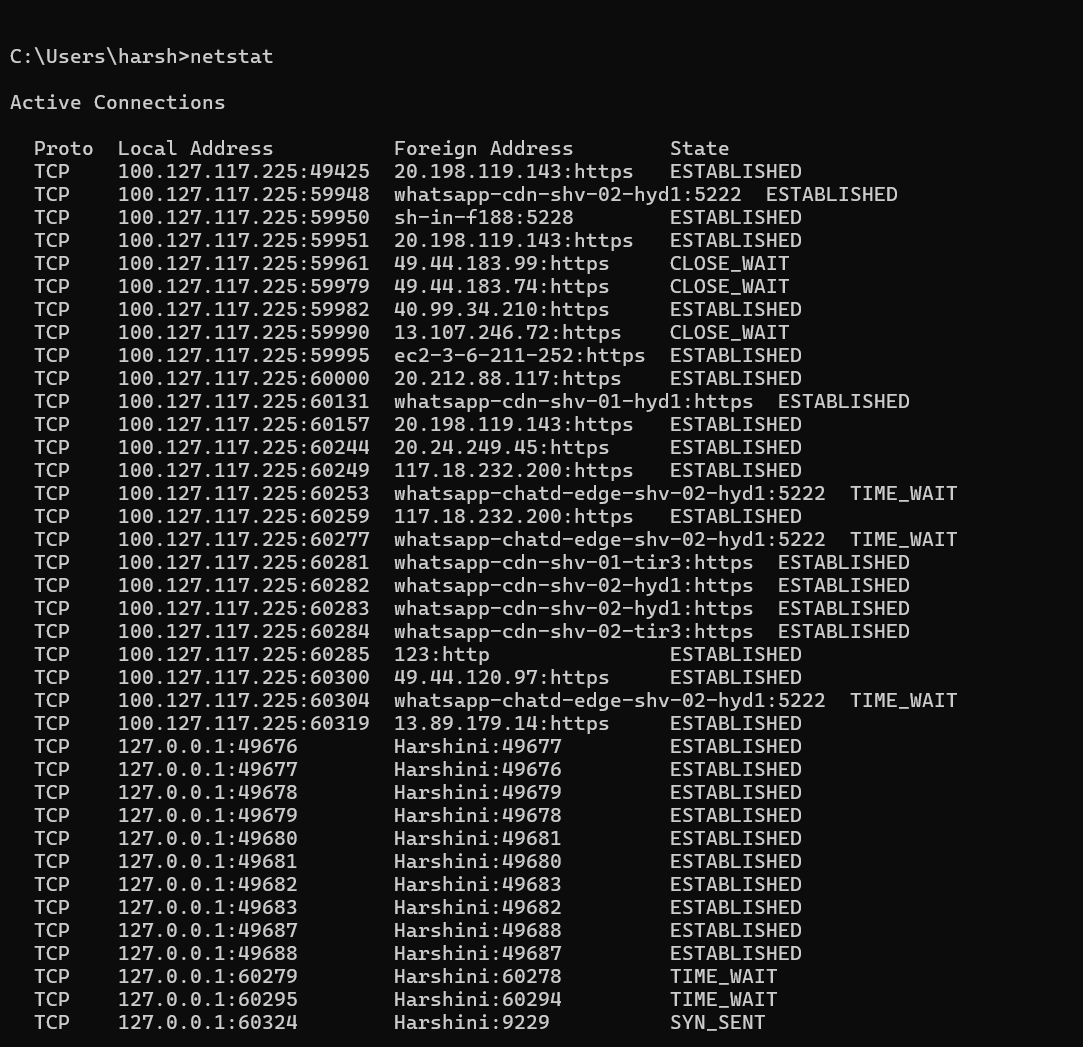 C:\Users\harsh>netstat
Active Connections
Proto  Local Address          Foreign Address        State
TCP    100.127.117.225:49425  20.198.119.143:https   ESTABLISHED
TCP    100.127.117.225:59948  whatsapp-cdn-shv-02-hyd1:5222  ESTABLISHED
TCP    100.127.117.225:59950  sh-in-f188:5228        ESTABLISHED
TCP    100.127.117.225:59951  20.198.119.143:https   ESTABLISHED
TCP    100.127.117.225:59961  49.44.183.99:https     CLOSE_WAIT
TCP    100.127.117.225:59979  49.44.183.74:https     CLOSE_WAIT
TCP    100.127.117.225:59982  40.99.34.210:https     ESTABLISHED
TCP    100.127.117.225:59990  13.107.246.72:https    CLOSE_WAIT
TCP    100.127.117.225:59995  ec2-3-6-211-252:https  ESTABLISHED
TCP    100.127.117.225:60000  20.212.88.117:https    ESTABLISHED
TCP    100.127.117.225:60131  whatsapp-cdn-shv-01-hyd1:https  ESTABLISHED
TCP    100.127.117.225:60157  20.198.119.143:https   ESTABLISHED
TCP    100.127.117.225:60244  20.24.249.45:https     ESTABLISHED
TCP    100.127.117.225:60249  117.18.232.200:https   ESTABLISHED
TCP    100.127.117.225:60253  whatsapp-chatd-edge-shv-02-hyd1:5222  TIME_WAIT
TCP    100.127.117.225:60259  117.18.232.200:https   ESTABLISHED
TCP    100.127.117.225:60277  whatsapp-chatd-edge-shv-02-hyd1:5222  TIME_WAIT
TCP    100.127.117.225:60281  whatsapp-cdn-shv-01-tir3:https  ESTABLISHED
TCP    100.127.117.225:60282  whatsapp-cdn-shv-02-hyd1:https  ESTABLISHED
TCP    100.127.117.225:60283  whatsapp-cdn-shv-02-hyd1:https  ESTABLISHED
TCP    100.127.117.225:60284  whatsapp-cdn-shv-02-tir3:https  ESTABLISHED
TCP    100.127.117.225:60285  123:http               ESTABLISHED
TCP    100.127.117.225:60300  49.44.120.97:https     ESTABLISHED
TCP    100.127.117.225:60304  whatsapp-chatd-edge-shv-02-hyd1:5222  TIME_WAIT
TCP    100.127.117.225:60319  13.89.179.14:https     ESTABLISHED
TCP    127.0.0.1:49676        Harshini:49677         ESTABLISHED
TCP    127.0.0.1:49677        Harshini:49676         ESTABLISHED
TCP    127.0.0.1:49678        Harshini:49679         ESTABLISHED
TCP    127.0.0.1:49679        Harshini:49678         ESTABLISHED
TCP    127.0.0.1:49680        Harshini:49681         ESTABLISHED
TCP    127.0.0.1:49681        Harshini:49680         ESTABLISHED
TCP    127.0.0.1:49682        Harshini:49683         ESTABLISHED
TCP    127.0.0.1:49683        Harshini:49682         ESTABLISHED
TCP    127.0.0.1:49687        Harshini:49688         ESTABLISHED
TCP    127.0.0.1:49688        Harshini:49687         ESTABLISHED
TCP    127.0.0.1:60279        Harshini:60278         TIME_WAIT
TCP    127.0.0.1:60295        Harshini:60294         TIME_WAIT
TCP    127.0.0.1:60324        Harshini:9229          SYN_SENT